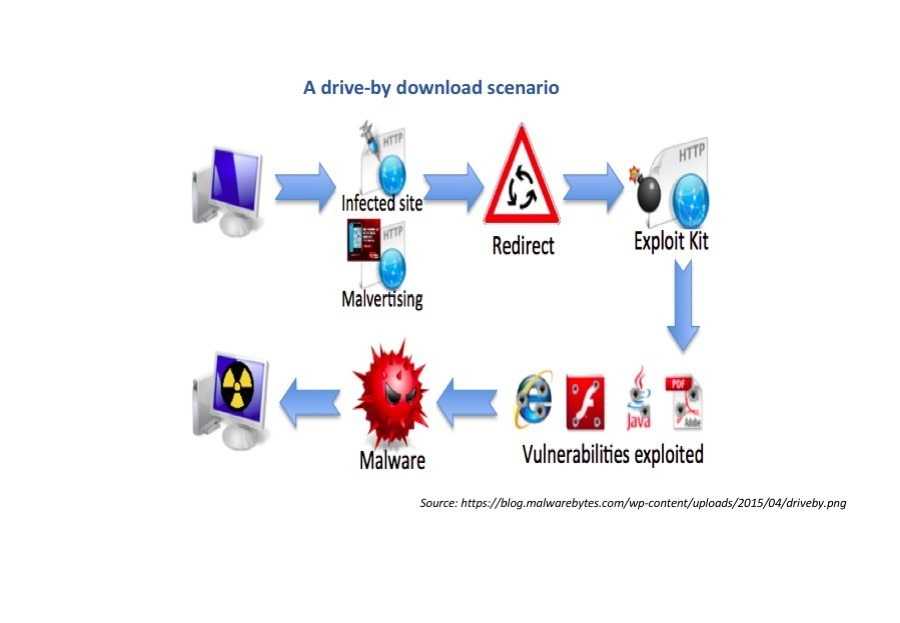 A drive-by download scenario
HTTP
Infected site
HTTP
Malvertising
Redirect
HTTP
Exploit Kit
Malware
Java
PDF
Adobe
Vulnerabilities exploited
Source: https://blog.malwarebytes.com/wp-content/uploads/2015/04/driveby.png